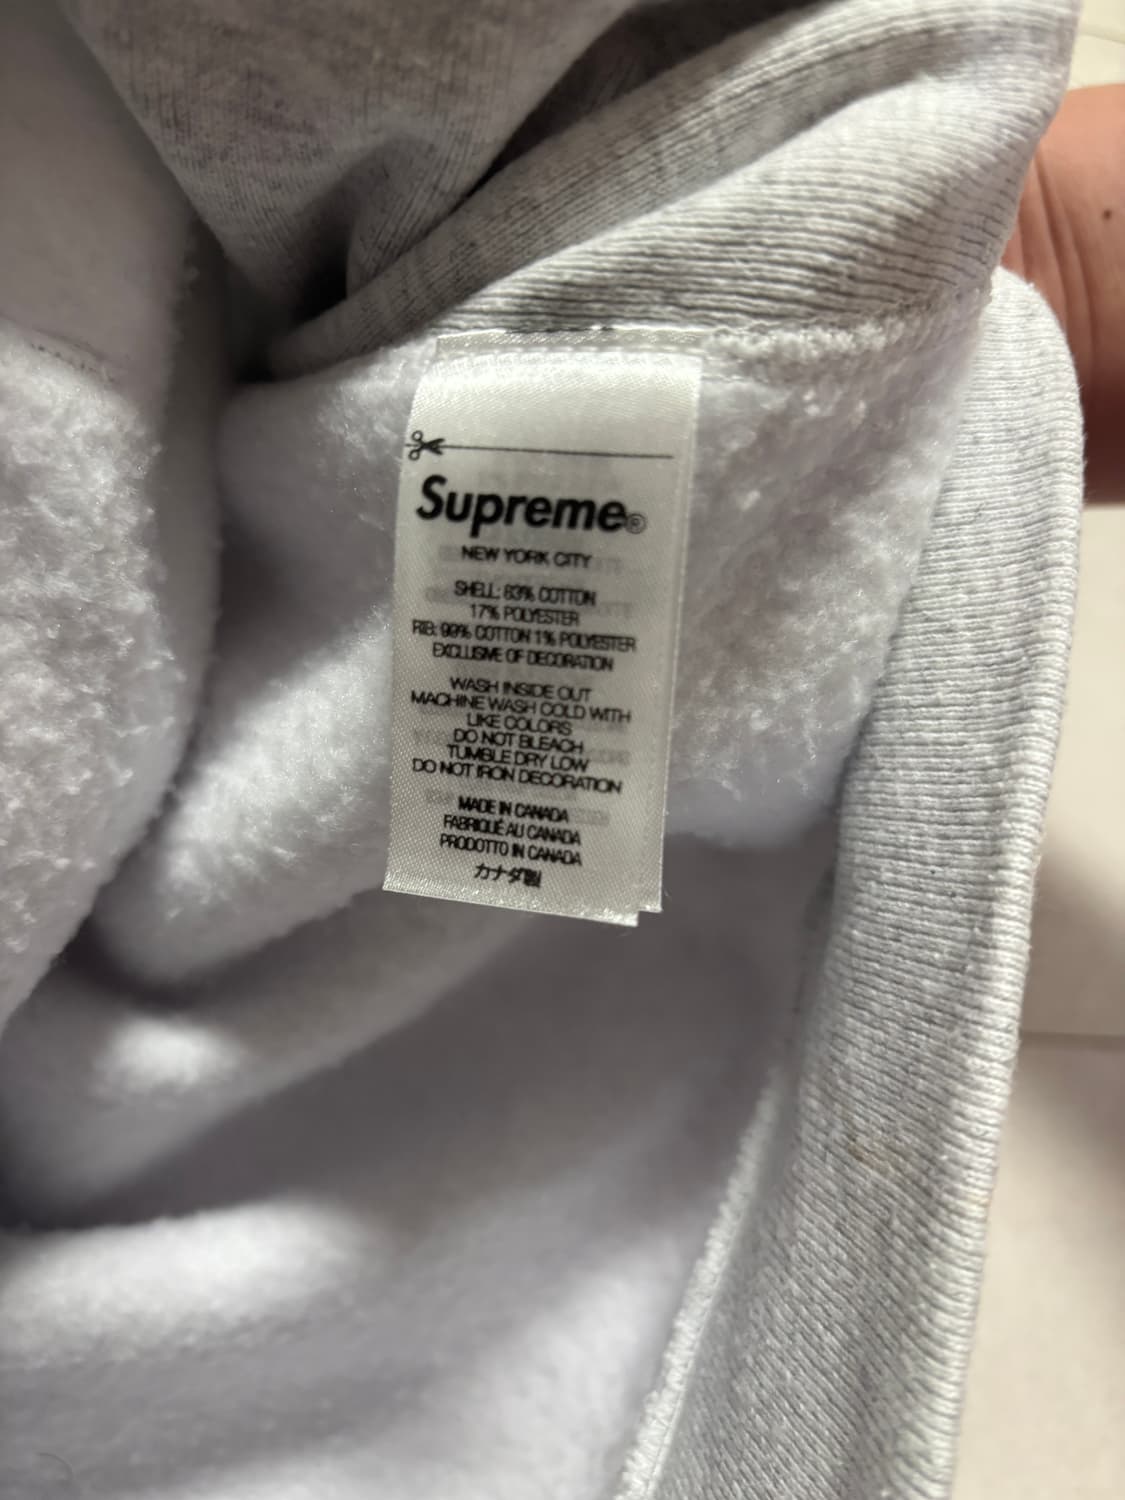 Supreme®
NEW YORK CITY
SHELL: 83% COTTON
17% POLYESTER
RIB: 99% COTTON 1% POLYESTER
EXCLUSIVE OF DECORATION
WASH INSIDE OUT
MACHINE WASH COLD WITH
LIKE COLORS
DO NOT BLEACH
TUMBLE DRY LOW
DO NOT IRON DECORATION
MADE IN CANADA
FABRIQUÉ AU CANADA
PRODOTTO IN CANADA
カナダ製